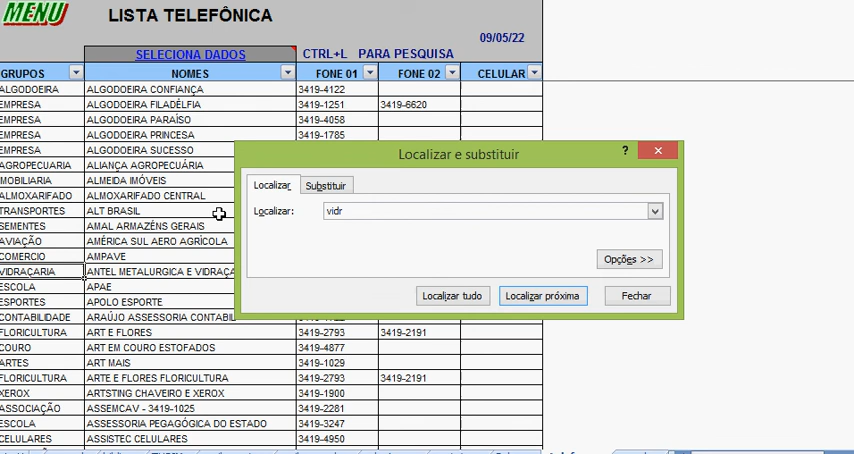 MENU
LISTA TELEFÔNICA
09/05/22
SELECIONA DADOS CTRL+L PARA PESQUISA
GRUPOS NOMES FONE 01 FONE 02 CELULAR
ALGODOEIRA ALGODOEIRA CONFIANÇA 3419-4122
EMPRESA ALGODOEIRA FILADÉLFIA 3419-1251 3419-6620
EMPRESA ALGODOEIRA PARAÍSO 3419-4058
EMPRESA ALGODOEIRA PRINCESA 3419-1785
EMPRESA ALGODOEIRA SUCESSO
AGROPECUARIA ALIANÇA AGROPECUÁRIA
IMOBILIARIA ALMEIDA IMÓVEIS
ALMOXARIFADO ALMOXARIFADO CENTRAL
TRANSPORTES ALT BRASIL
SEMENTES AMAL ARMAZÉNS GERAIS
AVIAÇÃO AMÉRICA SUL AERO AGRÍCOLA
COMERCIO AMPAVE
VIDRAÇARIA ANTEL METALURGICA E VIDRAÇA
ESCOLA APAE
ESPORTES APOLO ESPORTE
CONTABILIDADE ARAÚJO ASSESSORIA CONTABIL
FLORICULTURA ART E FLORES 3419-2793 3419-2191
COURO ART EM COURO ESTOFADOS 3419-4877
ARTES ART MAIS 3419-1029
FLORICULTURA ARTE E FLORES FLORICULTURA 3419-2793 3419-2191
XEROX ARTSTING CHAVEIRO E XEROX 3419-1900
ASSOCIAÇÃO ASSEMCAV - 3419-1025 3419-2281
ESCOLA ASSESSORIA PEGAGÓGICA DO ESTADO 3419-3247
CELULARES ASSISTEC CELULARES 3419-4950
Localizar e substituir
?
Localizar Substituir
Localizar: vidr
Opções >>
Localizar tudo Localizar próxima Fechar